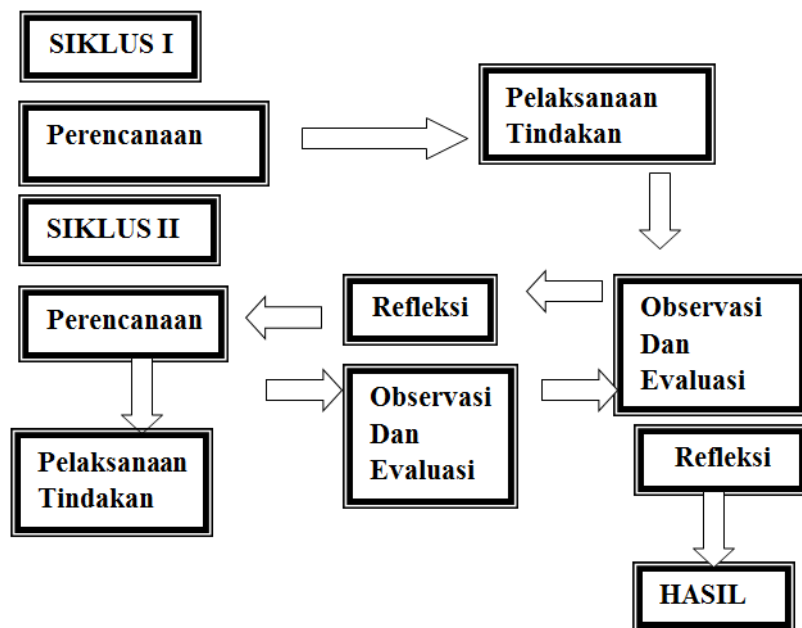 SIKLUS I
Perencanaan
Pelaksanaan
Tindakan
SIKLUS II
Perencanaan
Refleksi
Observasi
Dan
Evaluasi
Observasi
Dan
Evaluasi
Refleksi
Pelaksanaan
Tindakan
HASIL